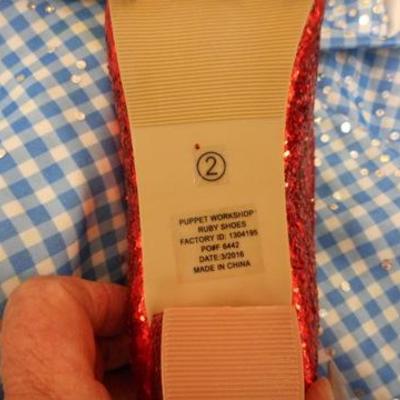 2
PUPPET WORKSHOP
RUBY SHOES
FACTORY ID: 1304195
PO#F 6442
DATE:3/2016
MADE IN CHINA